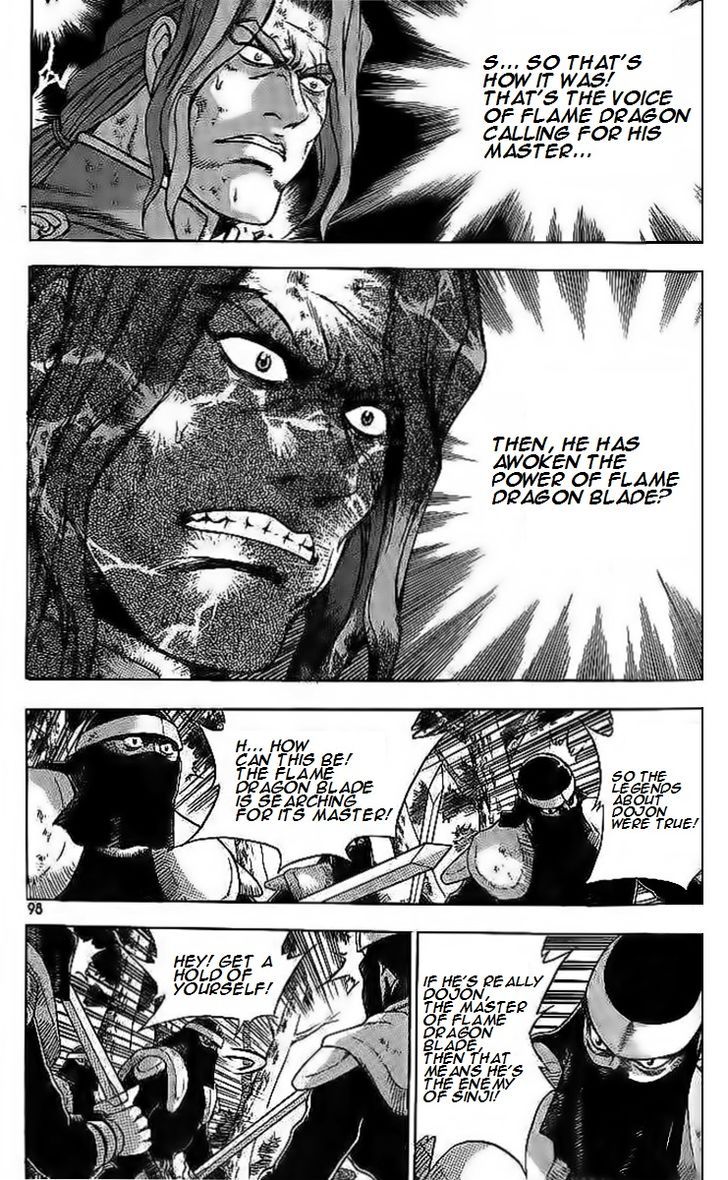 S... SO THAT'S
HOW IT WAS!
THAT'S THE VOICE
OF FLAME DRAGON
CALLING FOR HIS
MASTER...
THEN, HE HAS
AWOKEN THE
POWER OF FLAME
DRAGON BLADE?
H... HOW
CAN THIS BE!
THE FLAME
DRAGON BLADE
IS SEARCHING
FOR ITS MASTER!
SO THE
LEGENDS
ABOUT
DOJON
WERE TRUE!
98
HEY! GET A
HOLD OF
YOURSELF!
IF HE'S REALLY
DOJON,
THE MASTER
OF FLAME
DRAGON
BLADE,
THEN THAT
MEANS HE'S
THE ENEMY
OF SINJI!